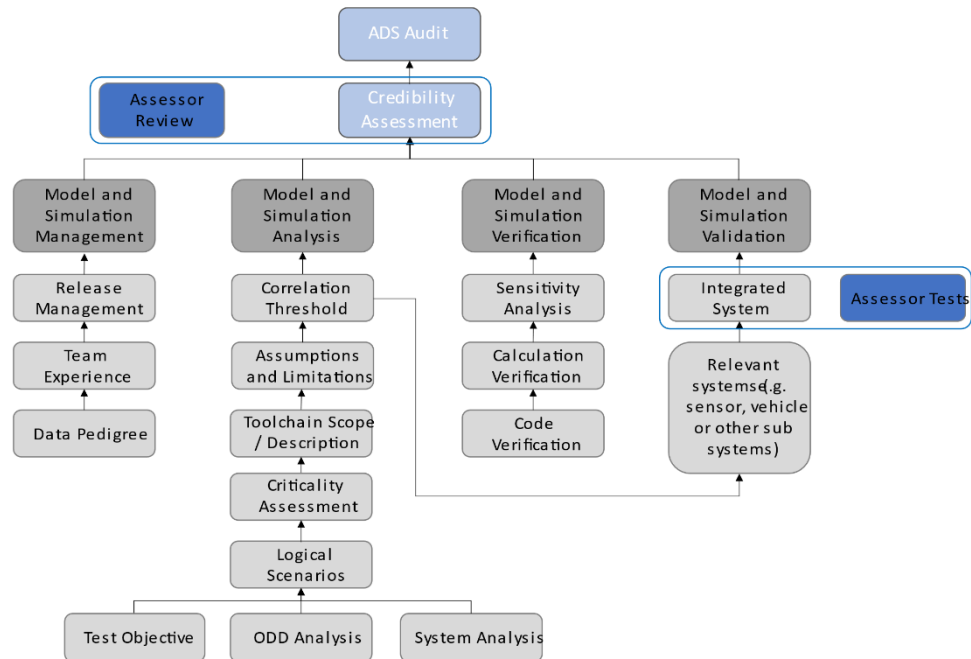 ADS Audit
Assessor
Review
Credibility
Assessment
Model and
Simulation
Management
Model and
Simulation
Analysis
Model and
Simulation
Verification
Model and
Simulation
Validation
Release
Management
Correlation
Threshold
Sensitivity
Analysis
Integrated
System
Assessor Tests
Team
Experience
Assumptions
and Limitations
Calculation
Verification
Relevant
systemse(.g.
sensor, vehicle
or other sub
systems)
Data Pedigree
Toolchain Scope
/ Description
Code
Verification
Criticality
Assessment
Logical
Scenarios
Test Objective
ODD Analysis
System Analysis